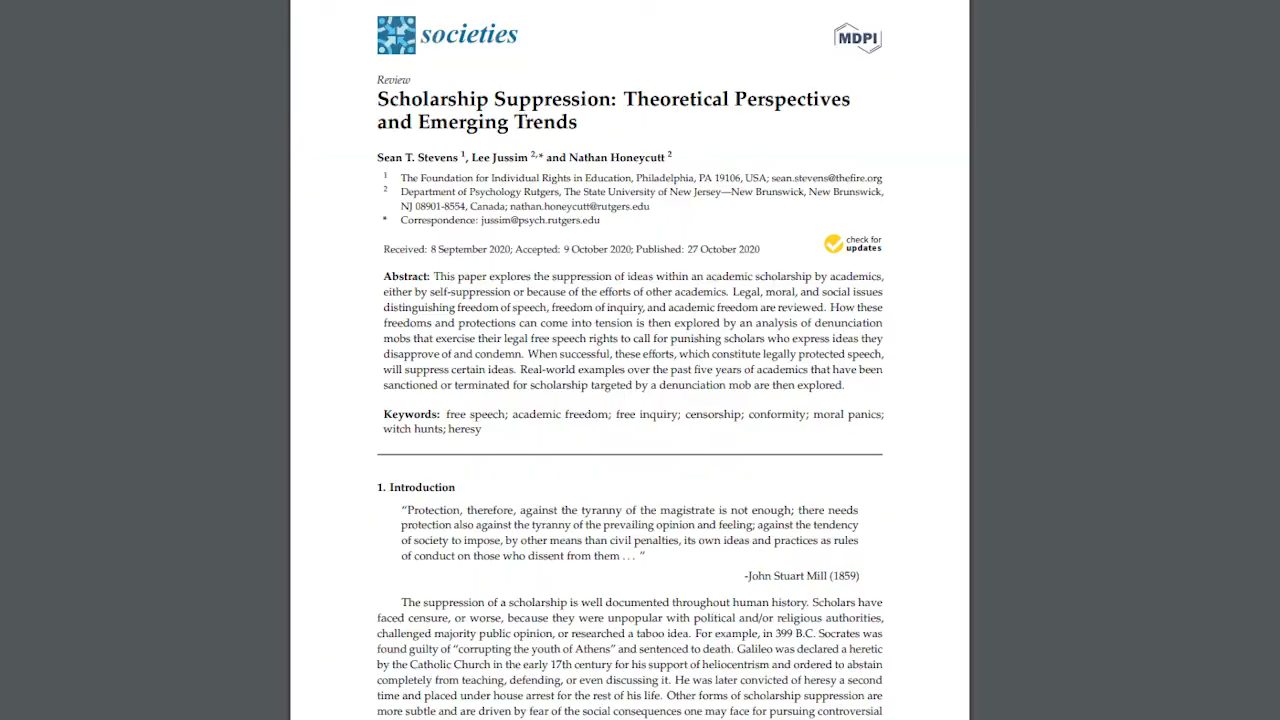 societies
MDPI
Review
Scholarship Suppression: Theoretical Perspectives
and Emerging Trends
Sean T. Stevens 1, Lee Jussim 2,* and Nathan Honeycutt 2
1 The Foundation for Individual Rights in Education, Philadelphia, PA 19106, USA; sean.stevens@thefire.org
2 Department of Psychology Rutgers, The State University of New Jersey—New Brunswick, New Brunswick,
NJ 08901-8554, Canada; nathan.honeycutt@rutgers.edu
* Correspondence: jussim@psych.rutgers.edu
Received: 8 September 2020; Accepted: 9 October 2020; Published: 27 October 2020
check for
updates
Abstract: This paper explores the suppression of ideas within an academic scholarship by academics,
either by self-suppression or because of the efforts of other academics. Legal, moral, and social issues
distinguishing freedom of speech, freedom of inquiry, and academic freedom are reviewed. How these
freedoms and protections can come into tension is then explored by an analysis of denunciation
mobs that exercise their legal free speech rights to call for punishing scholars who express ideas they
disapprove of and condemn. When successful, these efforts, which constitute legally protected speech,
will suppress certain ideas. Real-world examples over the past five years of academics that have been
sanctioned or terminated for scholarship targeted by a denunciation mob are then explored.
Keywords: free speech; academic freedom; free inquiry; censorship; conformity; moral panics;
witch hunts; heresy
1. Introduction
"Protection, therefore, against the tyranny of the magistrate is not enough; there needs
protection also against the tyranny of the prevailing opinion and feeling; against the tendency
of society to impose, by other means than civil penalties, its own ideas and practices as rules
of conduct on those who dissent from them . . . "
-John Stuart Mill (1859)
The suppression of a scholarship is well documented throughout human history. Scholars have
faced censure, or worse, because they were unpopular with political and/or religious authorities,
challenged majority public opinion, or researched a taboo idea. For example, in 399 B.C. Socrates was
found guilty of "corrupting the youth of Athens" and sentenced to death. Galileo was declared a heretic
by the Catholic Church in the early 17th century for his support of heliocentrism and ordered to abstain
completely from teaching, defending, or even discussing it. He was later convicted of heresy a second
time and placed under house arrest for the rest of his life. Other forms of scholarship suppression are
more subtle and are driven by fear of the social consequences one may face for pursuing controversial